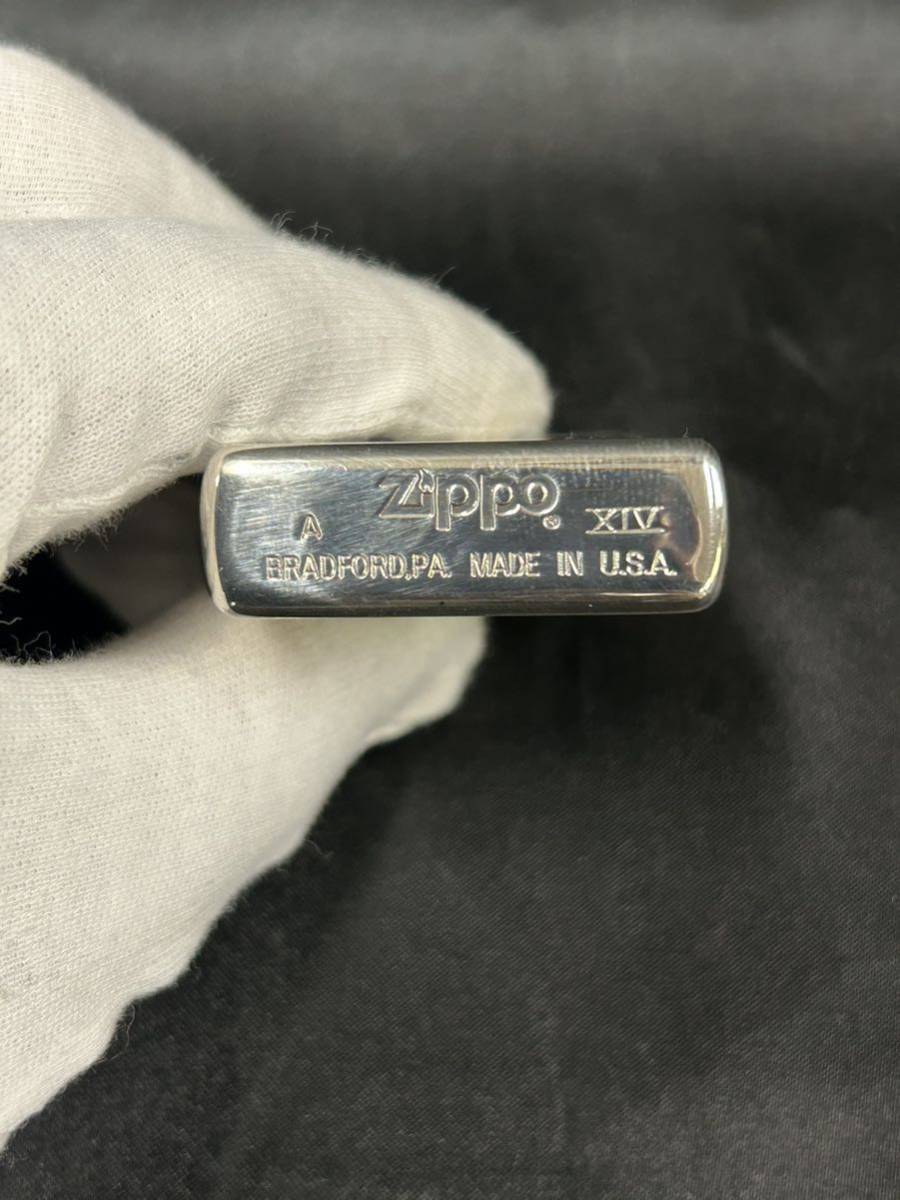 Zippo®
A XIV
BRADFORD,PA. MADE IN U.S.A.